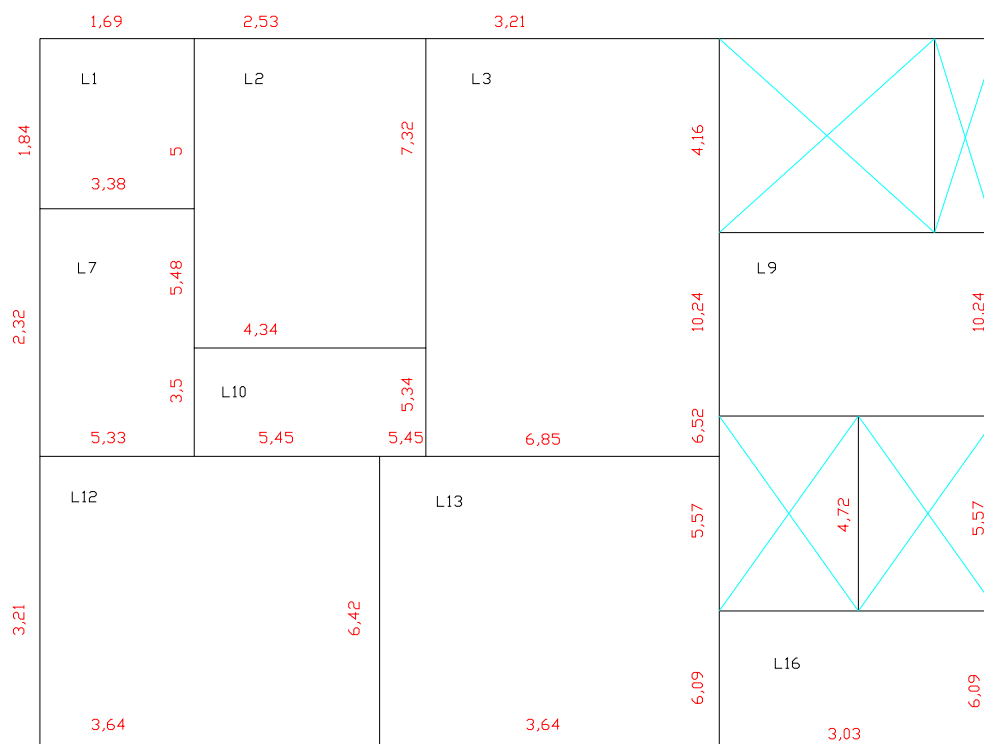 1,69 2,53 3,21
L1 L2 L3
1,84 5 7,32 4,16
3,38
L7 L9
5,48
2,32 10,24 10,24
4,34
L10
3,5 5,34
5,33 5,45 5,45 6,85 6,52
L12 L13
5,57 4,72 5,57
3,21 6,42
L16
6,09 6,09
3,64 3,64 3,03